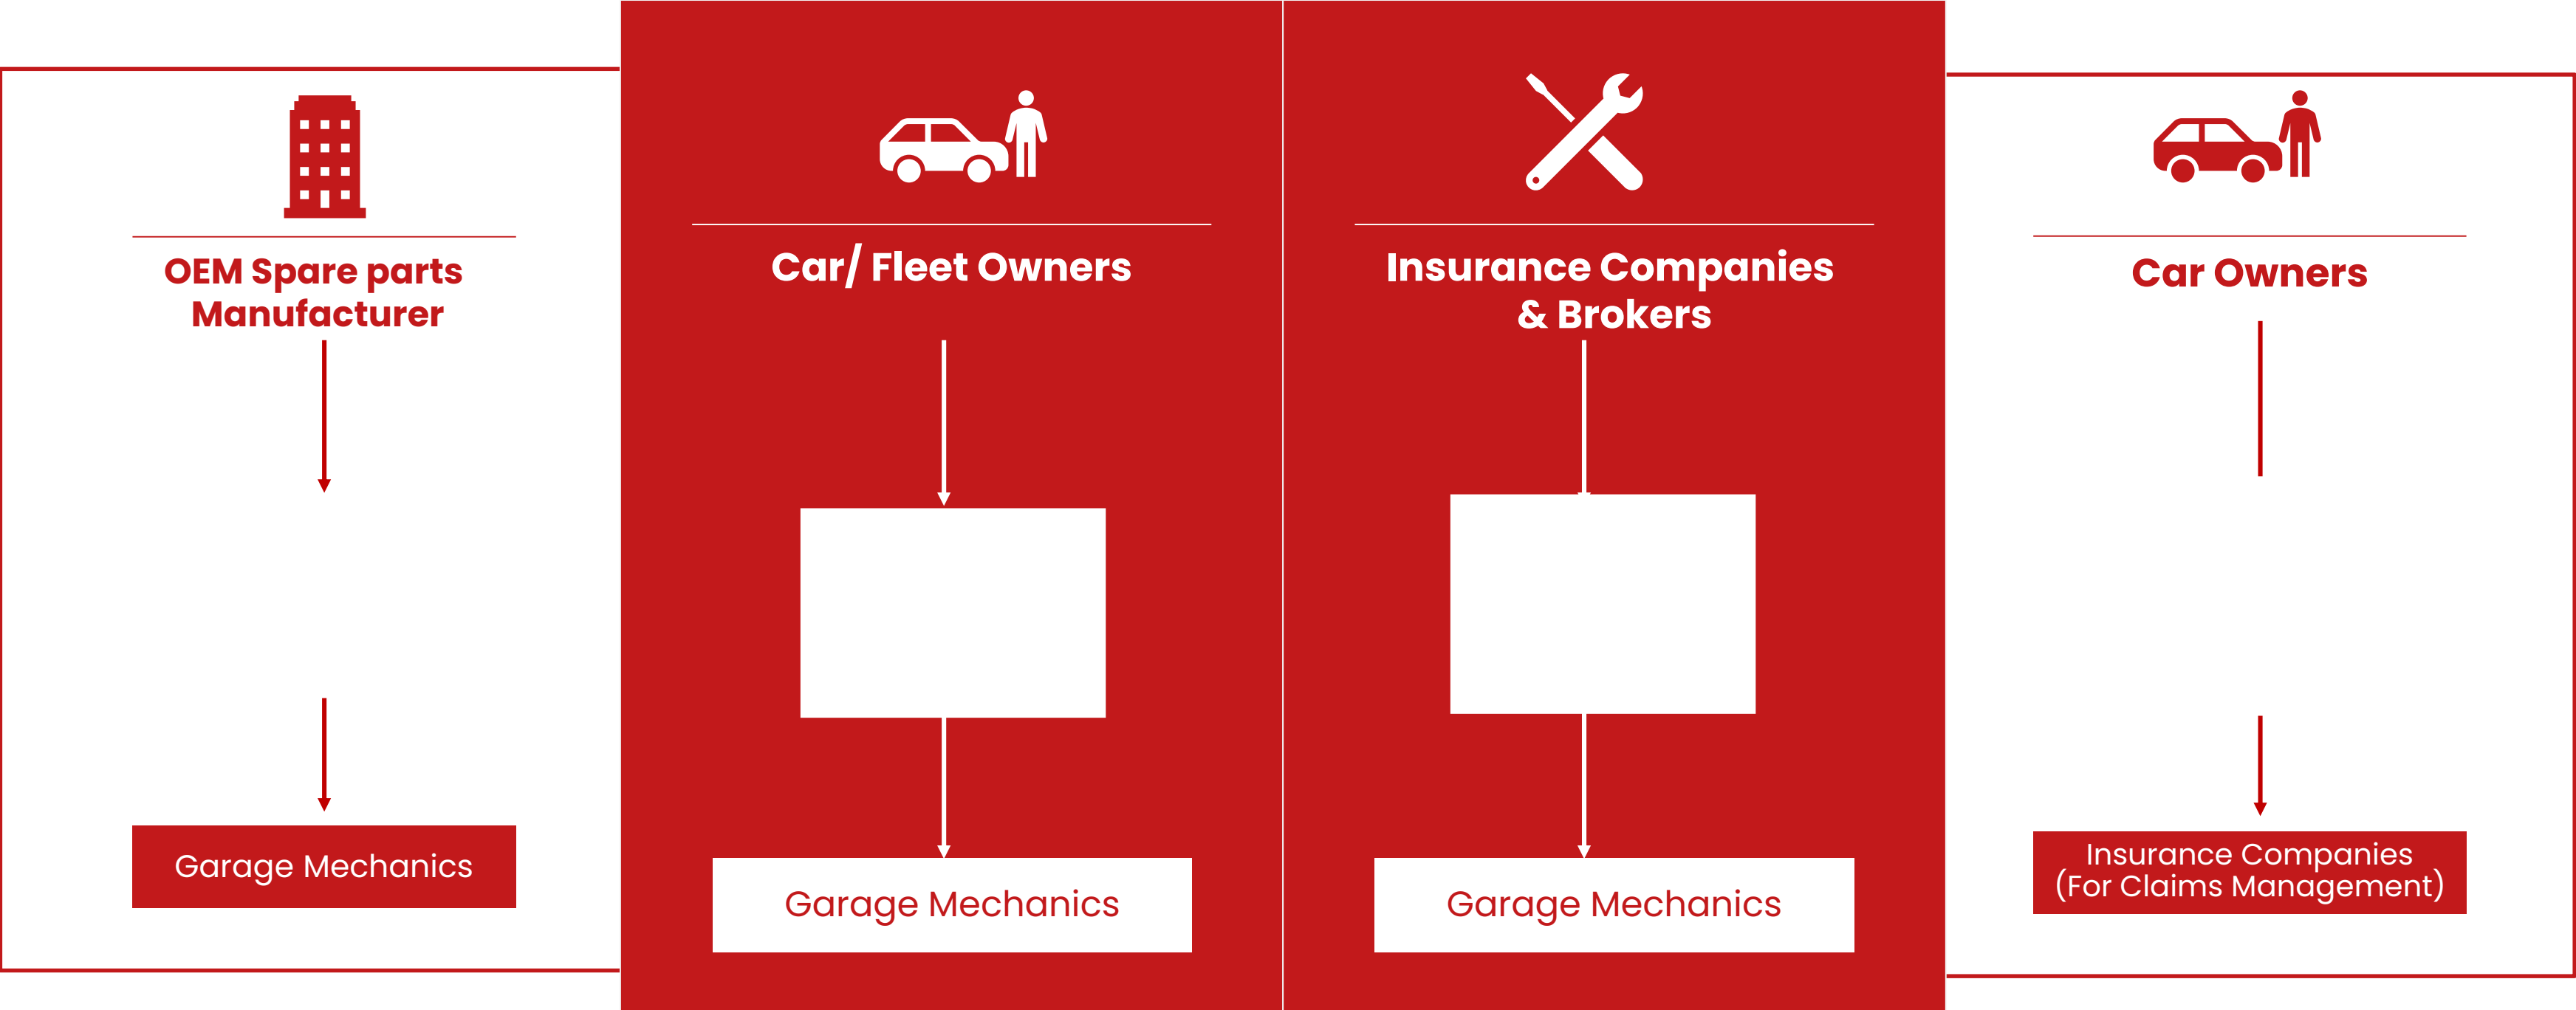 OEM Spare parts
Manufacturer
Garage Mechanics
Car/ Fleet Owners
Garage Mechanics
Insurance Companies
& Brokers
Garage Mechanics
Car Owners
Insurance Companies
(For Claims Management)